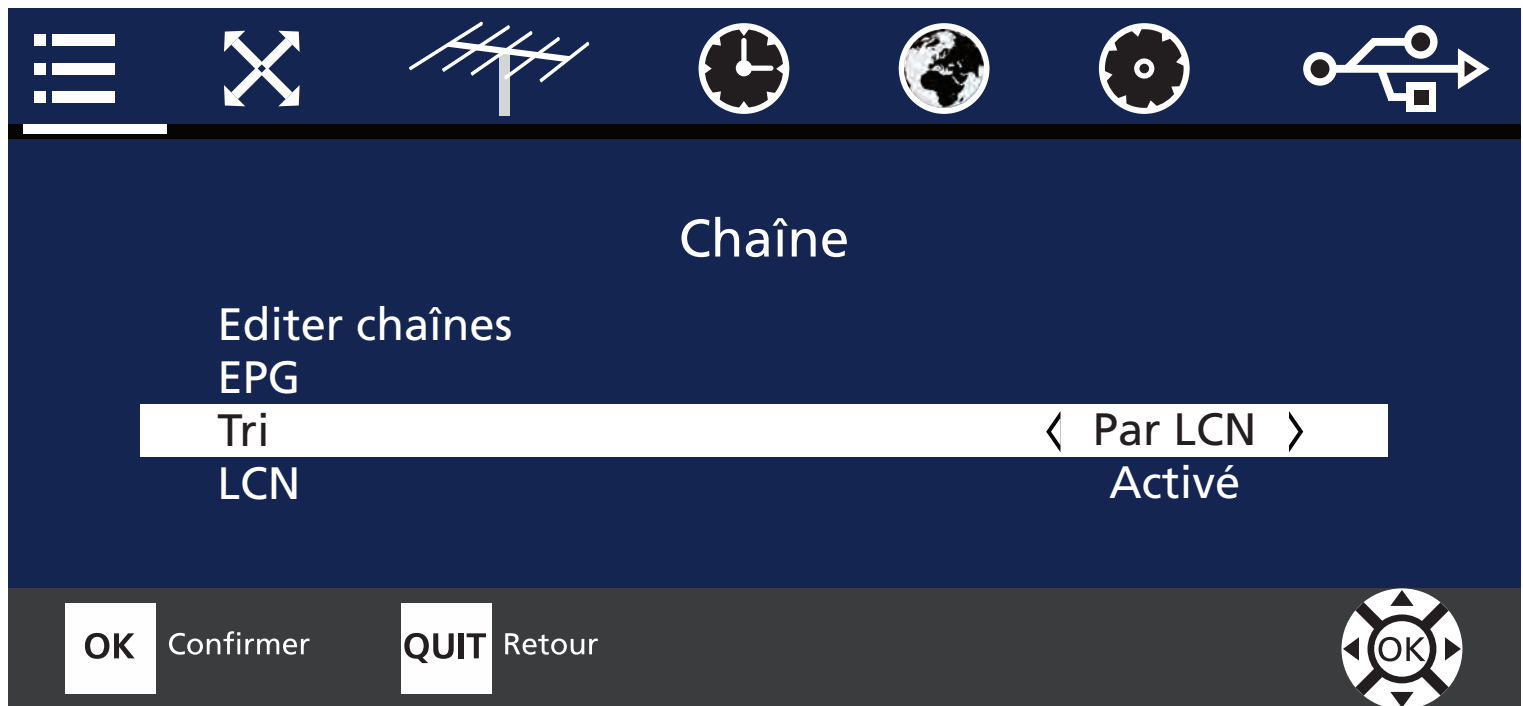 Chaîne
Editer chaînes
EPG
Tri Par LCN
LCN Activé
OK Confirmer QUIT Retour OK